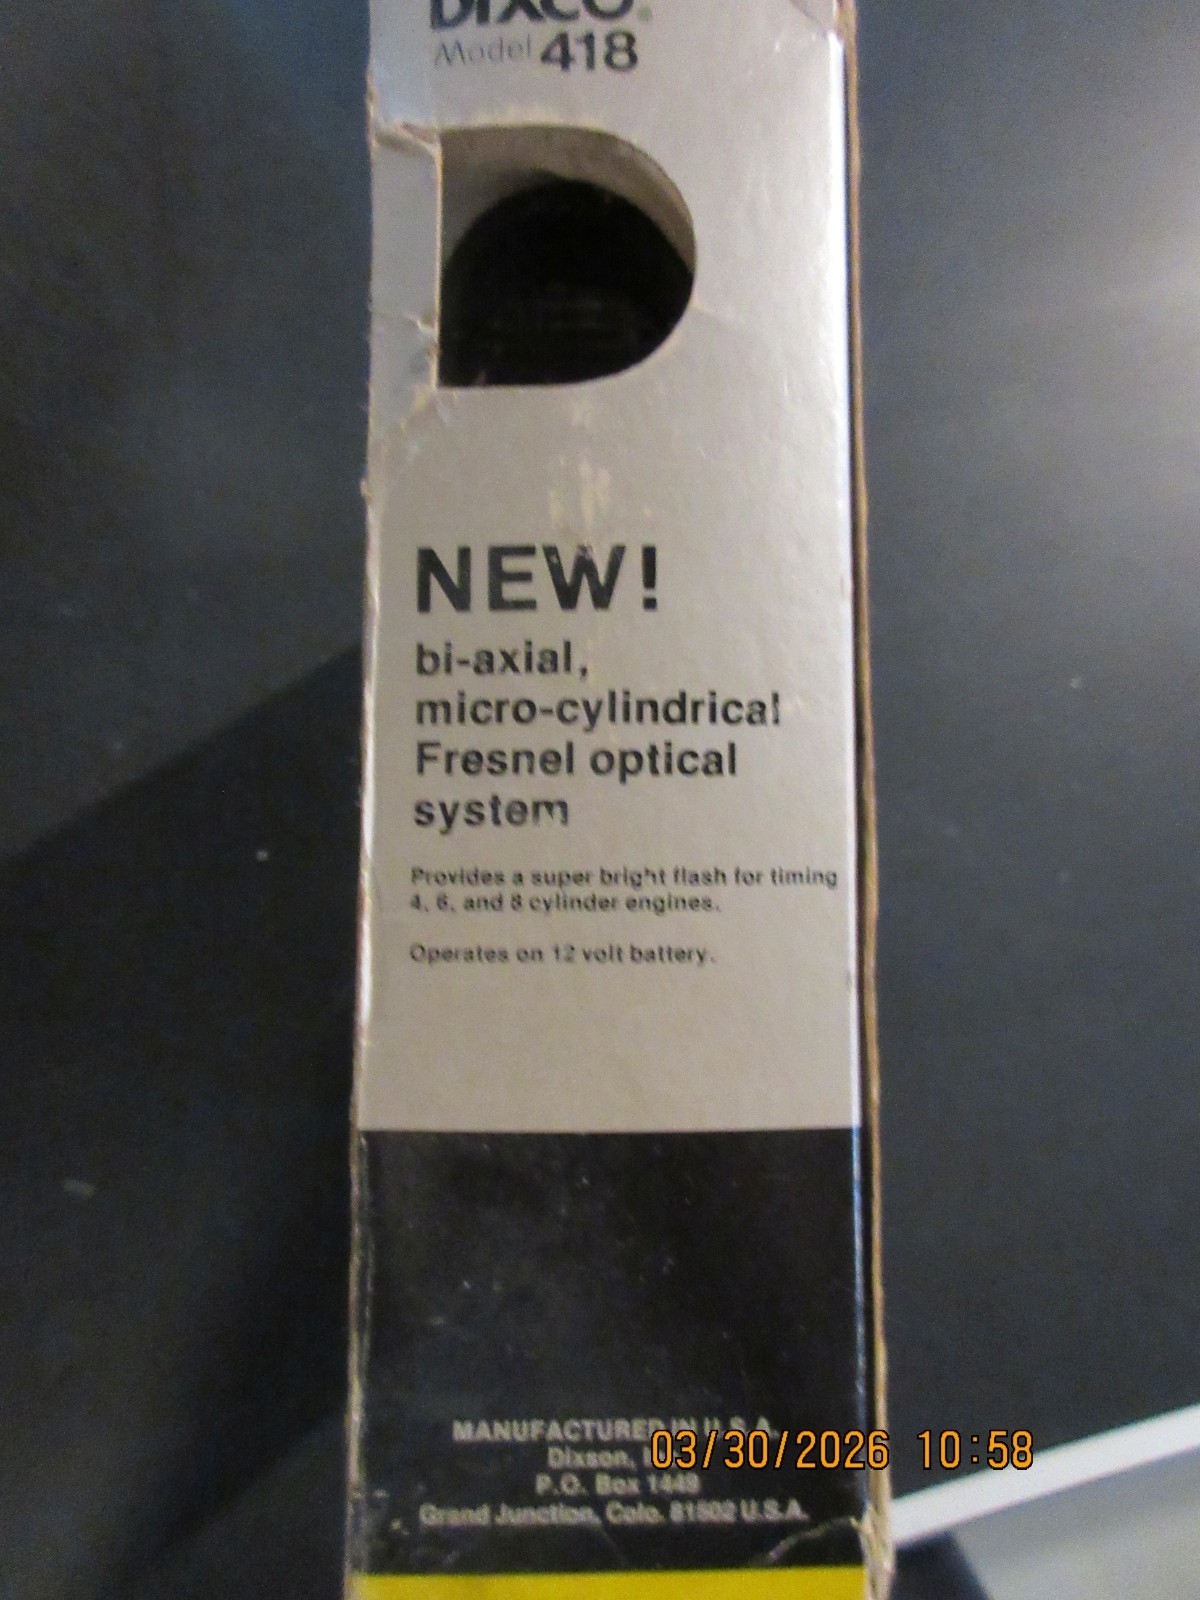 DIXCO®
Model 418
NEW!
bi-axial,
micro-cylindrical
Fresnel optical
system
Provides a super bright flash for timing
4, 6, and 8 cylinder engines.
Operates on 12 volt battery.
MANUFACTURED IN U.S.A.
Dixson,
03/30/2026 10:58
P.O. Box 1449
Grand Junction, Colo. 81502 U.S.A.